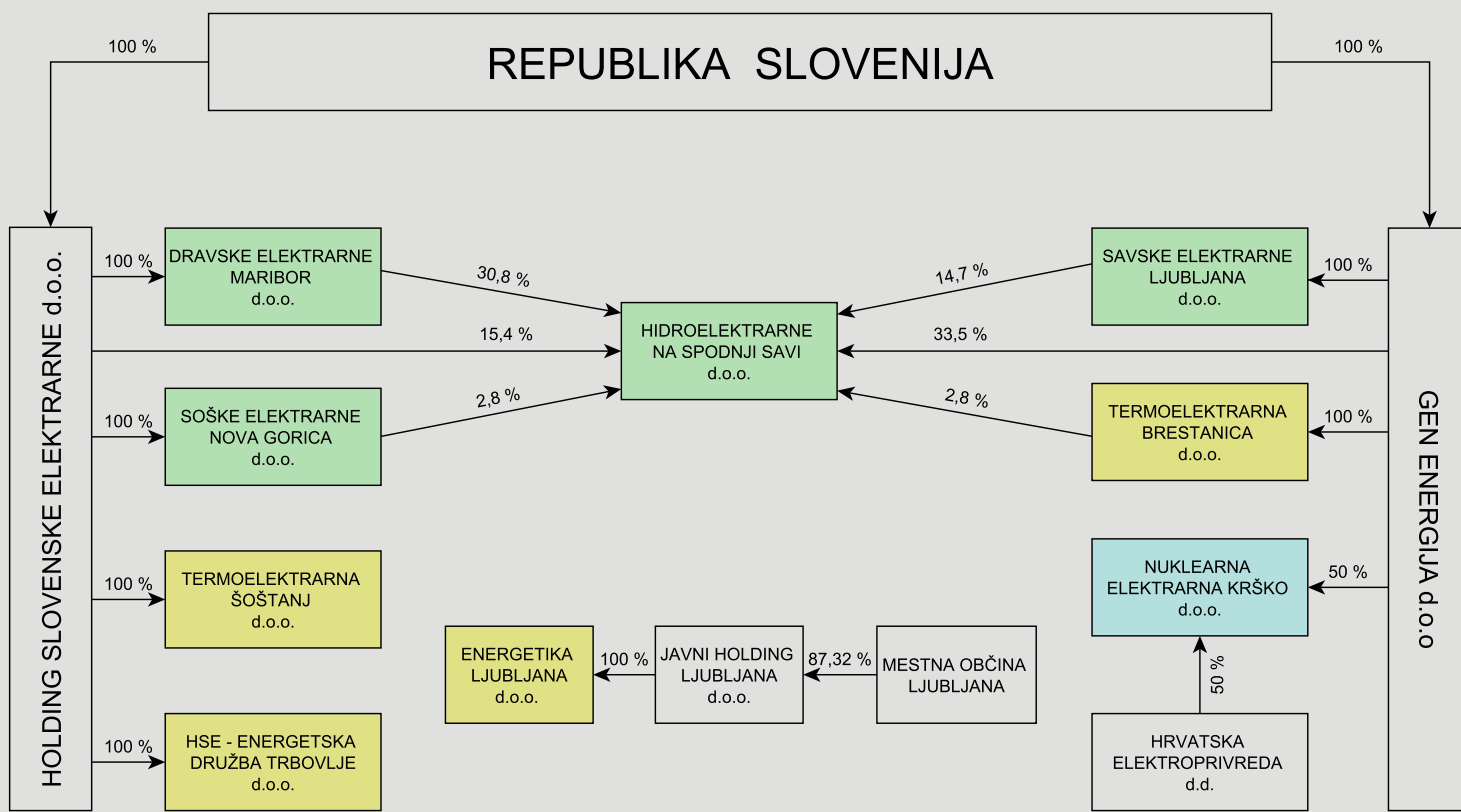 REPUBLIKA SLOVENIJA
100 %
100 %
HOLDING SLOVENSKE ELEKTRARNE d.o.o.
100 %
DRAVSKE ELEKTRARNE
MARIBOR
d.o.o.
30,8 %
15,4 %
100 %
SOŠKE ELEKTRARNE
NOVA GORICA
d.o.o.
2,8 %
100 %
TERMOELEKTRARNA
ŠOŠTANJ
d.o.o.
100 %
HSE - ENERGETSKA
DRUŽBA TRBOVLJE
d.o.o.
HIDROELEKTRARNE
NA SPODNJI SAVI
d.o.o.
14,7 %
33,5 %
2,8 %
SAVSKE ELEKTRARNE
LJUBLJANA
d.o.o.
100 %
TERMOELEKTRARNA
BRESTANICA
d.o.o.
100 %
NUKLEARNA
ELEKTRARNA KRŠKO
d.o.o.
50 %
50 %
HRVATSKA
ELEKTROPRIVREDA
d.d.
GEN ENERGIJA d.o.o
ENERGETIKA
LJUBLJANA
d.o.o.
100 %
JAVNI HOLDING
LJUBLJANA
d.o.o.
87,32 %
MESTNA OBČINA
LJUBLJANA